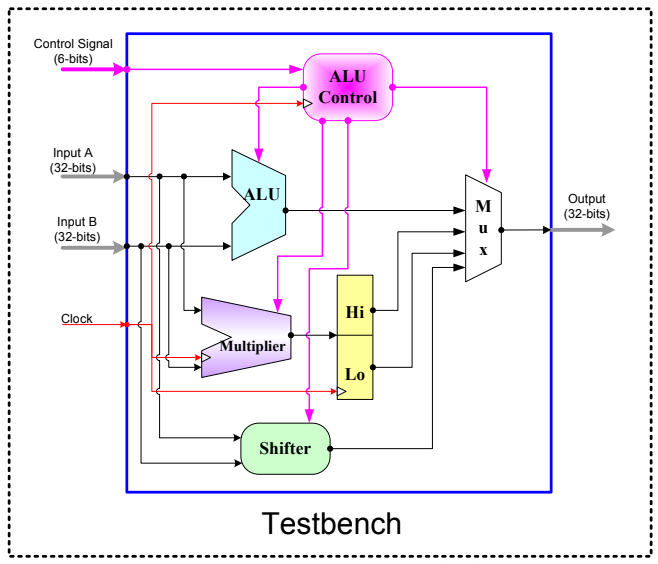 Control Signal
(6-bits)
ALU
Control
Input A
(32-bits)
ALU
M
u
x
Output
(32-bits)
Input B
(32-bits)
Clock
Hi
Multiplier
Lo
Shifter
Testbench